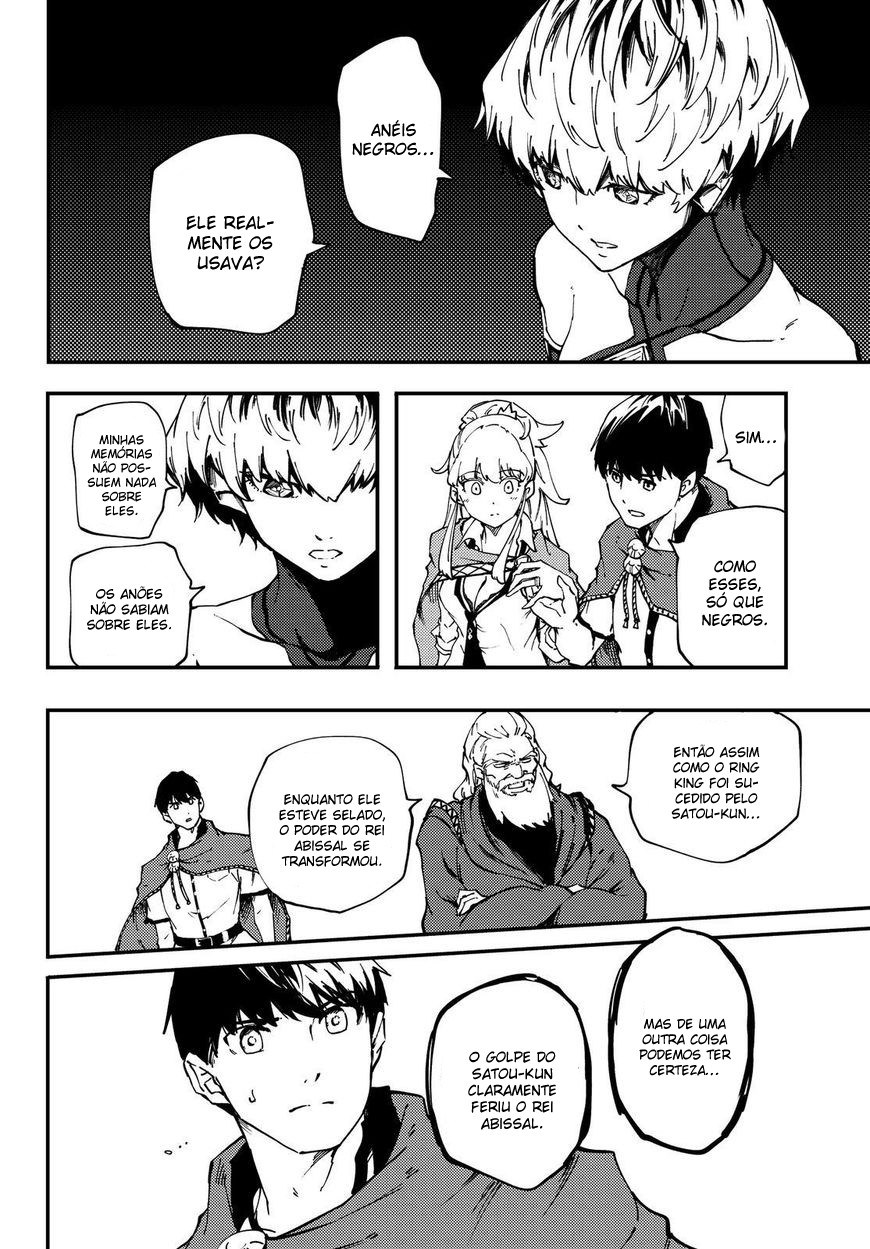 ANÉIS
NEGROS...
ELE REAL-
MENTE OS
USAVA?
SIM...
COMO
ESSES,
SÓ QUE
NEGROS.
MINHAS
MEMÓRIAS
NÃO POS-
SUEM NADA
SOBRE
ELES.
OS ANÕES
NÃO SABIAM
SOBRE ELES.
ENTÃO ASSIM
COMO O RING
KING FOI SU-
CEDIDO PELO
SATOU-KUN...
ENQUANTO ELE
ESTEVE SELADO,
O PODER DO REI
ABISSAL SE
TRANSFORMOU.
MAS DE UMA
OUTRA COISA
PODEMOS TER
CERTEZA...
O GOLPE DO
SATOU-KUN
CLARAMENTE
FERIU O REI
ABISSAL.
...